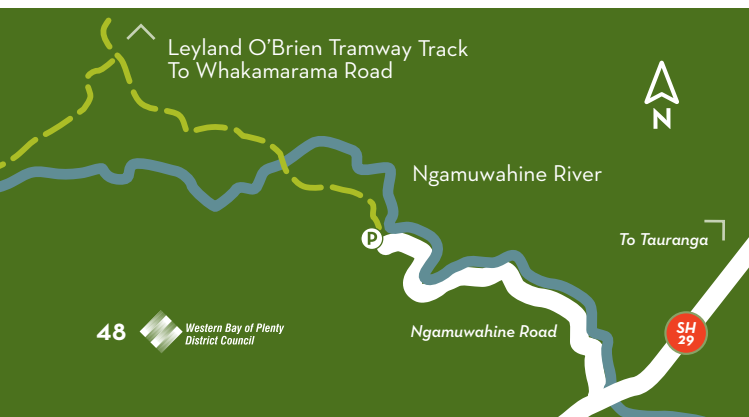 Leyland O'Brien Tramway Track
To Whakamarama Road
N
Ngamuwahine River
To Tauranga
P
Ngamuwahine Road
SH
29
48
Western Bay of Plenty
District Council